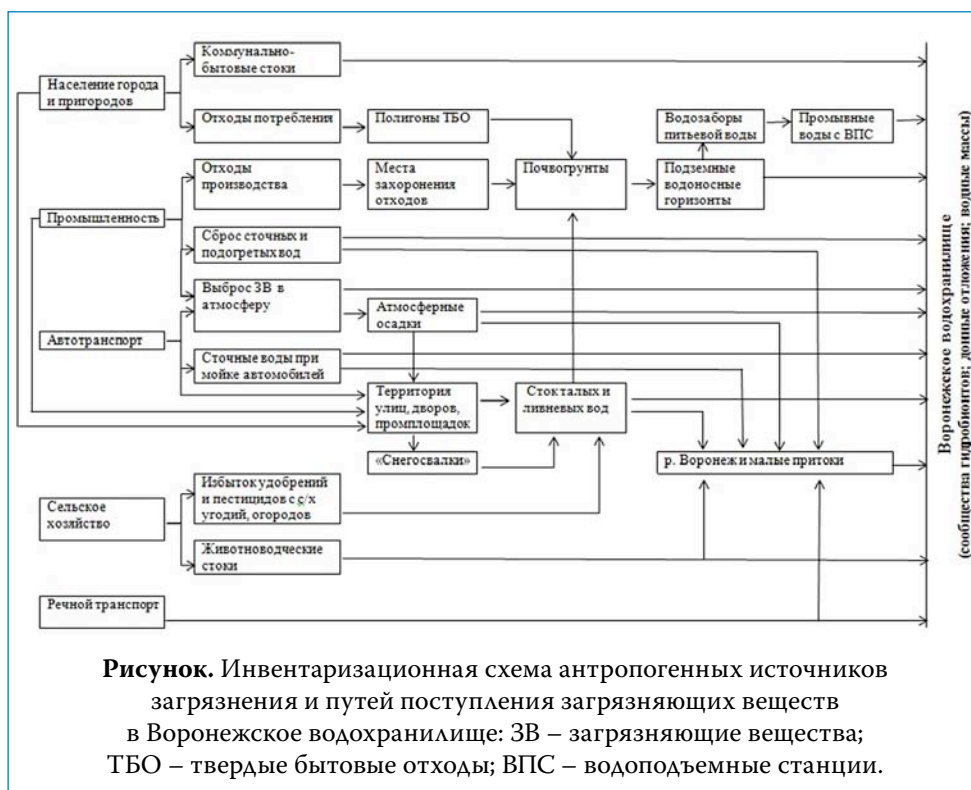 Коммунально-
бытовые стоки
Население города
и пригородов
Отходы потребления
Полигоны ТБО
Водозаборы
питьевой воды
Промывные
воды с ВПС
Отходы
производства
Места
захоронения
отходов
Почвогрунты
Подземные
водоносные
горизонты
Промышленность
Сброс сточных и
подогретых вод
Выброс ЗВ в
атмосферу
Атмосферные
осадки
Автотранспорт
Сточные воды при
мойке автомобилей
Территория
улиц, дворов,
промплощадок
Сток талых и
ливневых вод
«Снегосвалки»
р. Воронеж и малые притоки
Избыток удобрений
и пестицидов с с/х
угодий, огородов
Сельское
хозяйство
Животноводческие
стоки
Речной транспорт
Воронежское водохранилище
(сообщества гидробионтов; донные отложения; водные массы)
Рисунок. Инвентаризационная схема антропогенных источников
загрязнения и путей поступления загрязняющих веществ
в Воронежское водохранилище: ЗВ – загрязняющие вещества;
ТБО – твердые бытовые отходы; ВПС – водоподъемные станции.